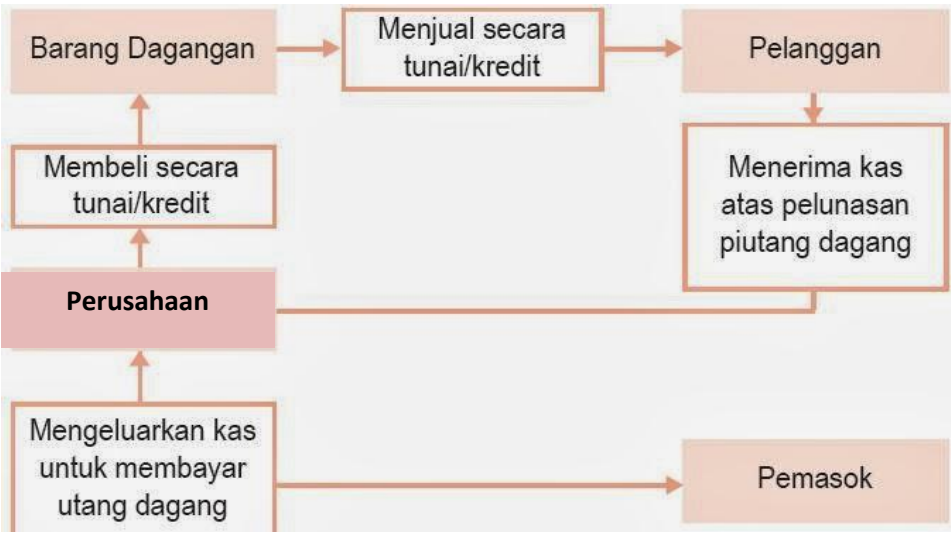 Barang Dagangan
Menjual secara
tunai/kredit
Pelanggan
Membeli secara
tunai/kredit
Menerima kas
atas pelunasan
piutang dagang
Perusahaan
Mengeluarkan kas
untuk membayar
utang dagang
Pemasok